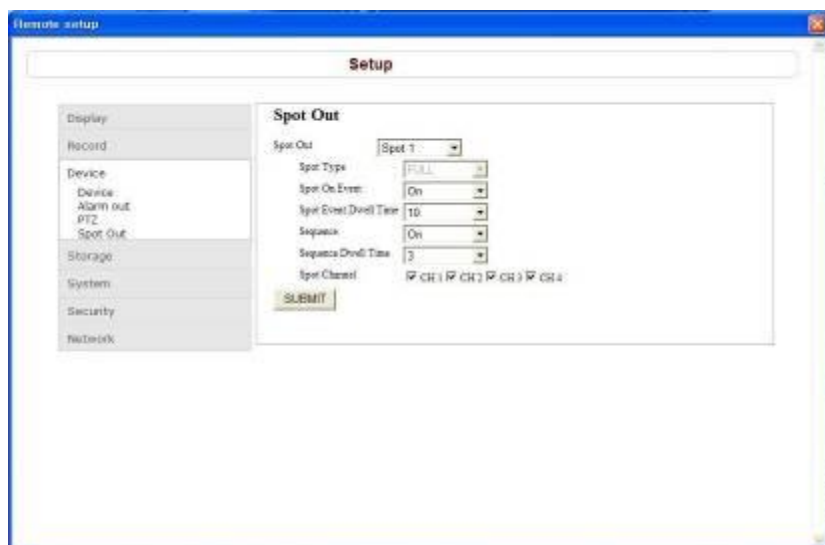 Remote setup
Setup
Display
Record
Device
Device
Alarm out
PTZ
Spot Out
Storage
System
Security
Network
Spot Out
Spot Out Spot 1
Spot Type FULL
Spot On Event On
Spot Event Dwell Time 10
Sequence On
Sequence Dwell Time 3
Spot Channel CH 1 CH 2 CH 3 CH 4
SUBMIT